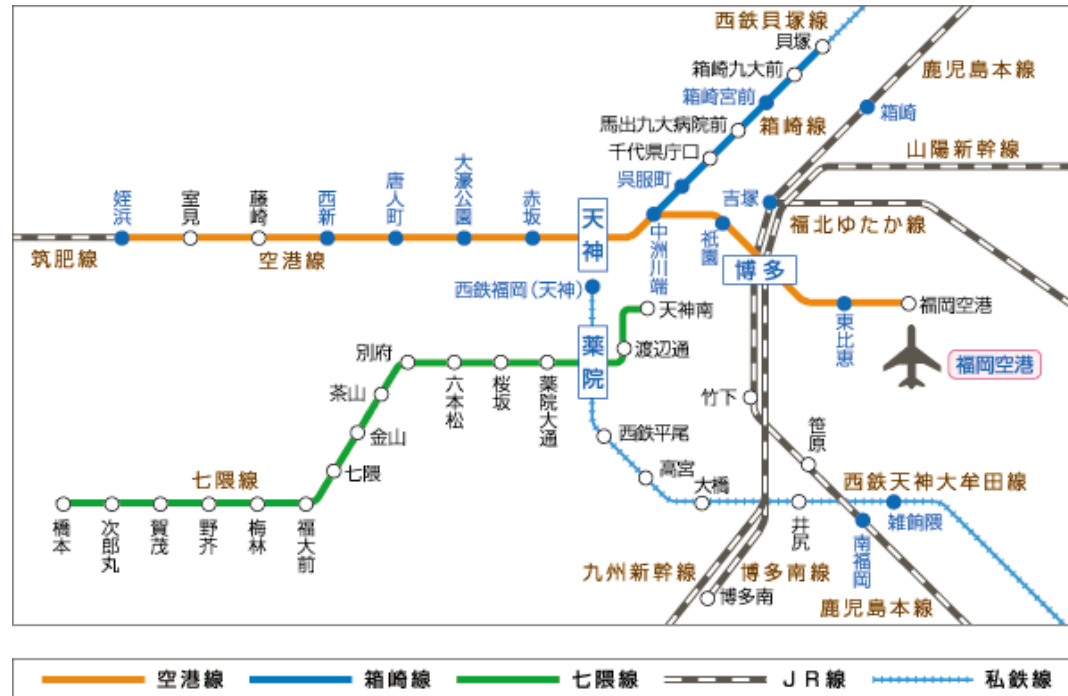 西鉄貝塚線
貝塚
箱崎九大前
鹿児島本線
箱崎宮前
箱崎
馬出九大病院前
箱崎線
千代県庁口
山陽新幹線
呉服町
姪浜
室見
藤崎
西新
唐人町
大濠公園
赤坂
天神
中洲川端
祇園
吉塚
福北ゆたか線
筑肥線
空港線
博多
西鉄福岡(天神)
天神南
東比恵
福岡空港
福岡空港
薬院
渡辺通
別府
六本松
桜坂
薬院大通
茶山
竹下
金山
西鉄平尾
笹原
七隈
高宮
七隈線
大橋
西鉄天神大牟田線
橋本
次郎丸
賀茂
野芥
梅林
福大前
井尻
雑餉隈
南福岡
九州新幹線
博多南線
博多南
鹿児島本線
空港線
箱崎線
七隈線
JR線
私鉄線